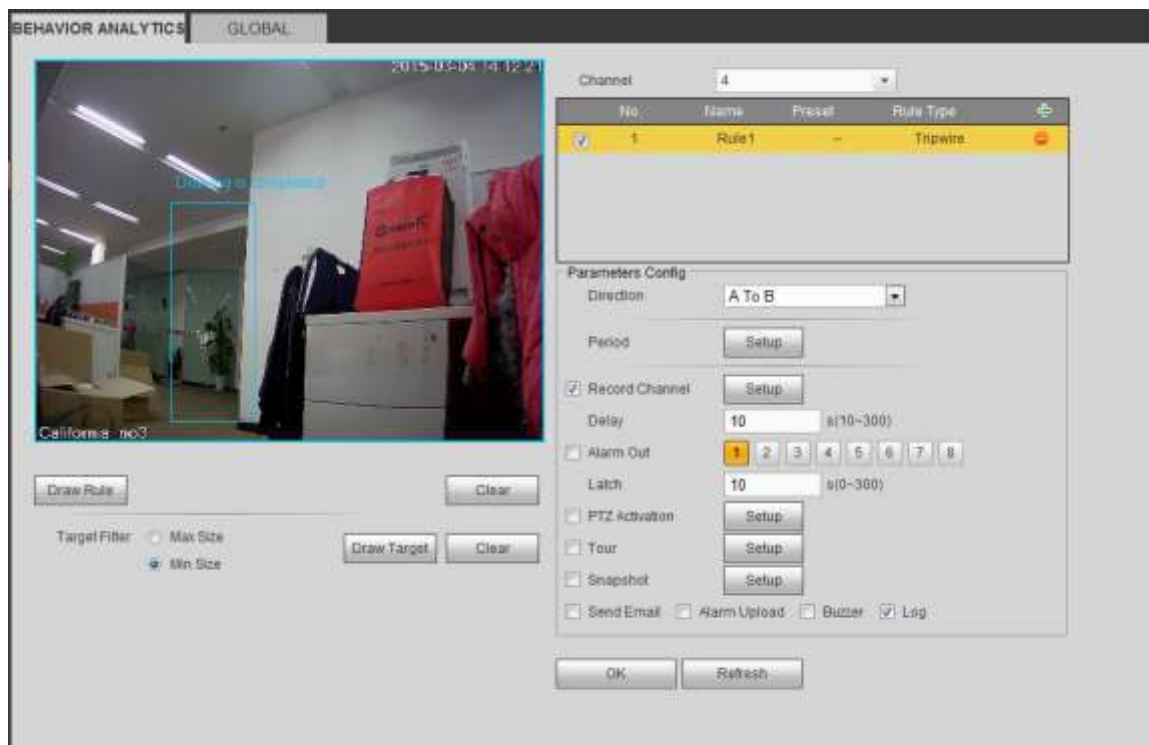 BEHAVIOR ANALYTICS GLOBAL
2015-03-04 14:12:21
California no3
Draw Rule Clear
Target Filter Max Size
Min Size
Draw Target Clear
Channel 4
No. Name Preset Rule Type
1 Rule1 -- Tripwire
Parameters Config
Direction A To B
Period Setup
Record Channel Setup
Delay 10 s(10~300)
Alarm Out 1 2 3 4 5 6 7 8
Latch 10 s(0~300)
PTZ Activation Setup
Tour Setup
Snapshot Setup
Send Email Alarm Upload Buzzer Log
OK Refresh